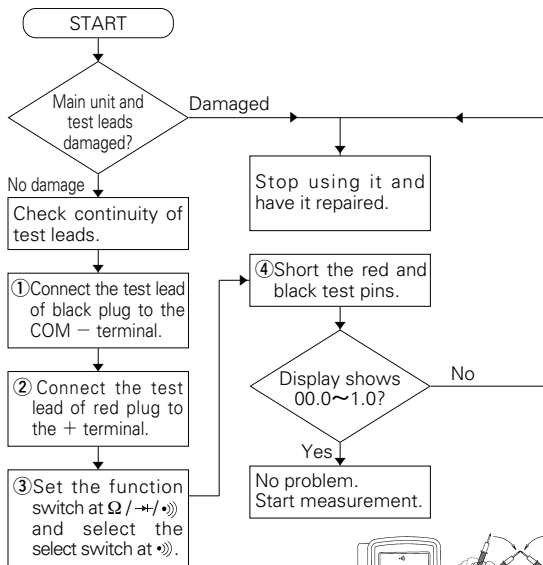 START
Main unit and
test leads
damaged?
Damaged
No damage
Check continuity of
test leads.
①Connect the test lead
of black plug to the
COM − terminal.
② Connect the test
lead of red plug to
the + terminal.
③Set the function
switch at Ω / ➔+/•)))
and select the
select switch at •))).
Stop using it and
have it repaired.
④Short the red and
black test pins.
Display shows
00.0～1.0?
No
Yes
No problem.
Start measurement.
•)))